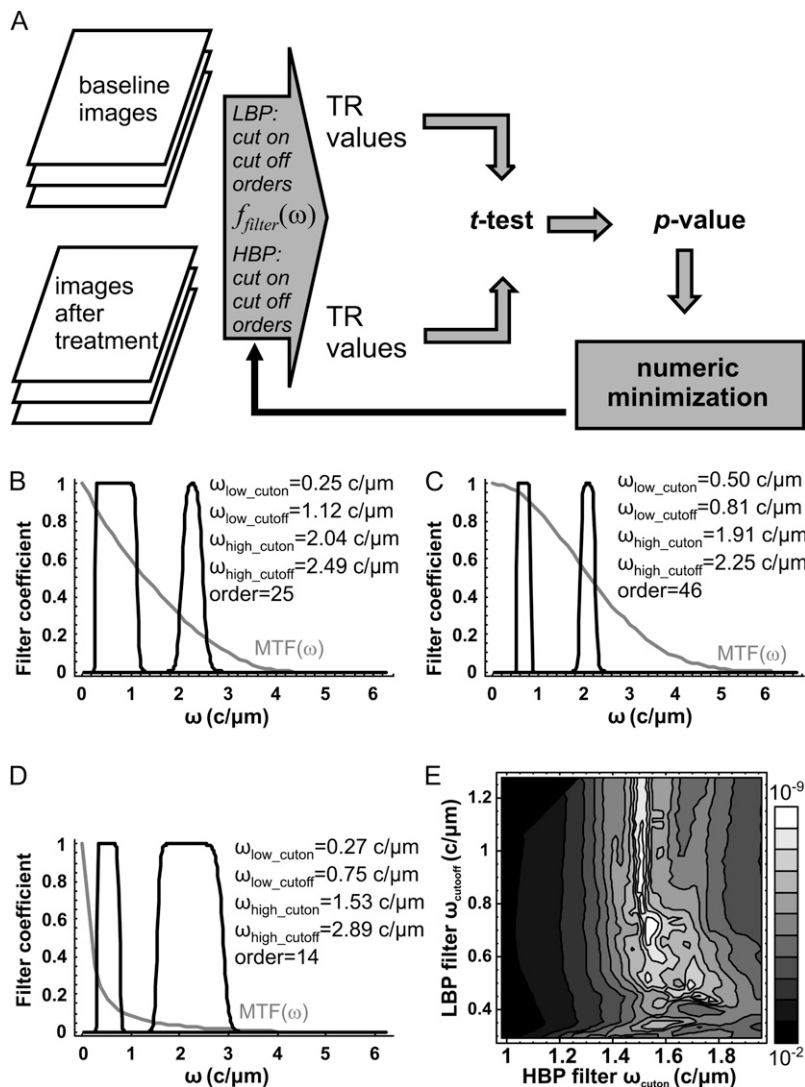 A
baseline
images
LBP:
cut on
cut off
orders
f_filter(ω)
HBP:
cut on
cut off
orders
TR
values
t-test
p-value
images
after
treatment
TR
values
numeric
minimization
B
Filter coefficient
1
0.8
0.6
0.4
0.2
0
ω_low_cuton=0.25 c/µm
ω_low_cutoff=1.12 c/µm
ω_high_cuton=2.04 c/µm
ω_high_cutoff=2.49 c/µm
order=25
MTF(ω)
0 1 2 3 4 5 6
ω (c/µm)
C
Filter coefficient
1
0.8
0.6
0.4
0.2
0
ω_low_cuton=0.50 c/µm
ω_low_cutoff=0.81 c/µm
ω_high_cuton=1.91 c/µm
ω_high_cutoff=2.25 c/µm
order=46
MTF(ω)
0 1 2 3 4 5 6
ω (c/µm)
D
Filter coefficient
1
0.8
0.6
0.4
0.2
0
ω_low_cuton=0.27 c/µm
ω_low_cutoff=0.75 c/µm
ω_high_cuton=1.53 c/µm
ω_high_cutoff=2.89 c/µm
order=14
MTF(ω)
0 1 2 3 4 5 6
ω (c/µm)
E
LBP filter ω_cutooff (c/µm)
1.2
1
0.8
0.6
0.4
1 1.2 1.4 1.6 1.8
HBP filter ω_cuton (c/µm)
10^-9
10^-2